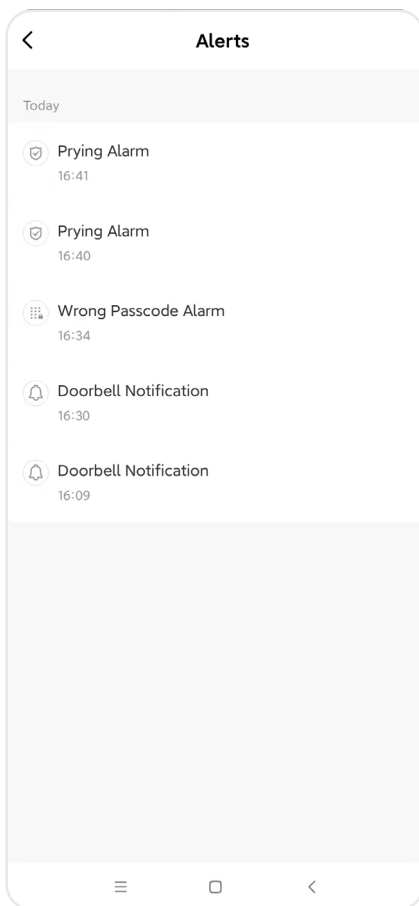 Alerts
Today
Prying Alarm
16:41
Prying Alarm
16:40
Wrong Passcode Alarm
16:34
Doorbell Notification
16:30
Doorbell Notification
16:09